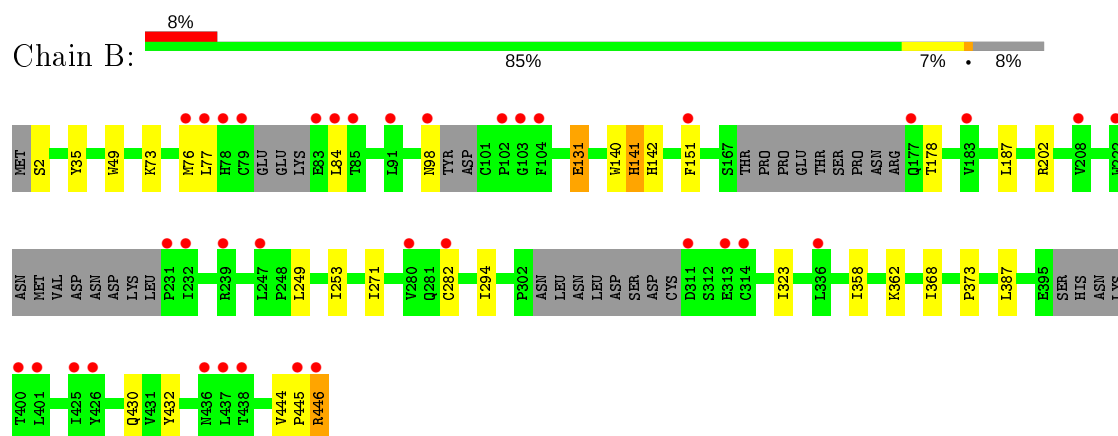 8%
Chain B:
85% 7% • 8%
MET S2 Y35 W49 K73 M76 L77 H78 C79 GLU GLU LYS E83 L84 T85 L91 N98 TYR ASP C101 P102 G103 F104 E131 W140 H141 H142 F151 S167 THR PRO PRO GLU THR SER PRO ASN ARG Q177 T178 V183 L187 R202 V208 W222
ASN MET VAL ASP ASN ASP LYS LEU P231 I232 R239 L247 P248 L249 I253 I271 V280 Q281 C282 I294 P302 ASN LEU ASN LEU ASP SER ASP CYS D311 S312 E313 C314 I323 L336 I358 K362 I368 P373 L387 E395 SER HIS ASN LYS
T400 L401 I425 Y426 Q430 V431 Y432 N436 L437 T438 V444 P445 R446